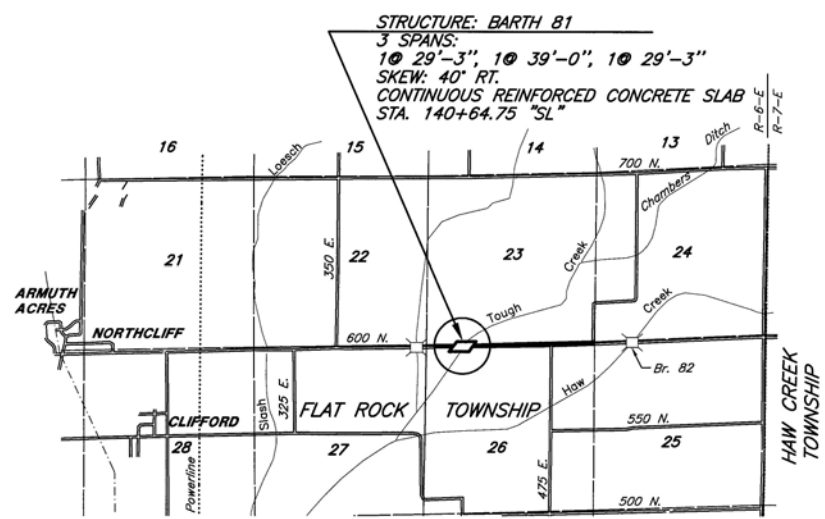 STRUCTURE: BARTH 81
3 SPANS:
1@ 29'-3", 1@ 39'-0", 1@ 29'-3"
SKEW: 40° RT.
CONTINUOUS REINFORCED CONCRETE SLAB
STA. 140+64.75 "SL"
R-6-E
R-7-E
16
15
14
13
Ditch
700 N.
Loesch
Chambers
21
22
23
24
350 E.
Creek
Creek
ARMUTH
ACRES
NORTHCLIFF
600 N.
Tough
Br. 82
Haw
HAW CREEK
TOWNSHIP
Slash
325 E.
FLAT ROCK TOWNSHIP
CLIFFORD
550 N.
28
27
26
25
Powerline
475 E.
500 N.